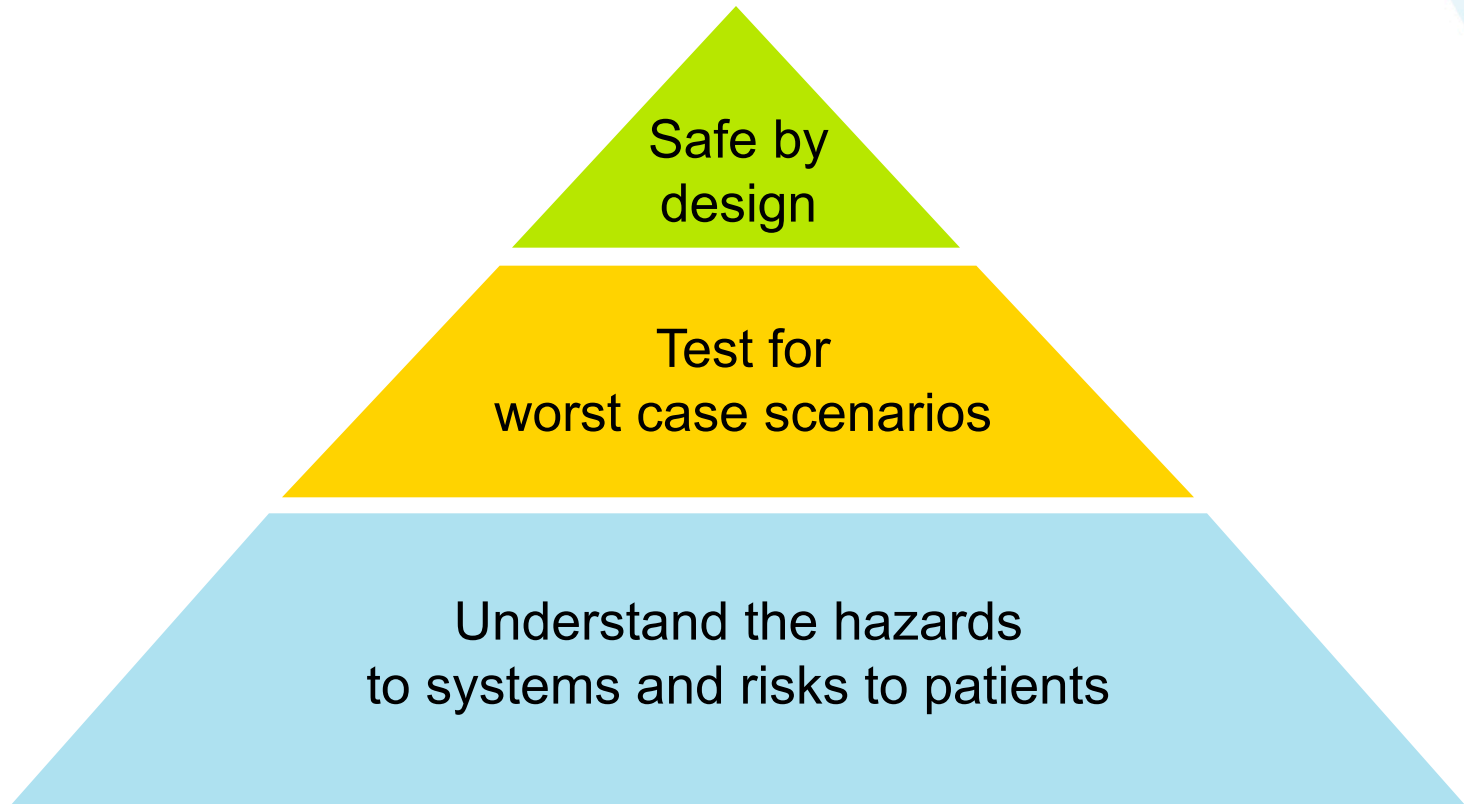 Safe by
design
Test for
worst case scenarios
Understand the hazards
to systems and risks to patients